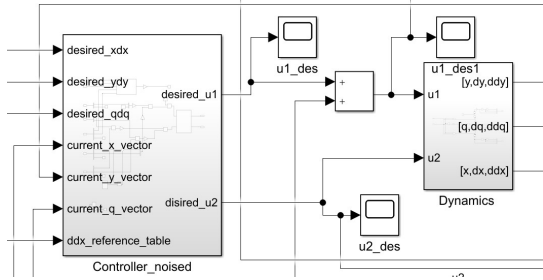 desired_xdx
desired_ydy
desired_qdq
current_x_vector
current_y_vector
current_q_vector
ddx_reference_table
desired_u1
disired_u2
Controller_noised
u1_des
+
+
u2_des
u1_des1
u1
u2
[y,dy,ddy]
[q,dq,ddq]
[x,dx,ddx]
Dynamics